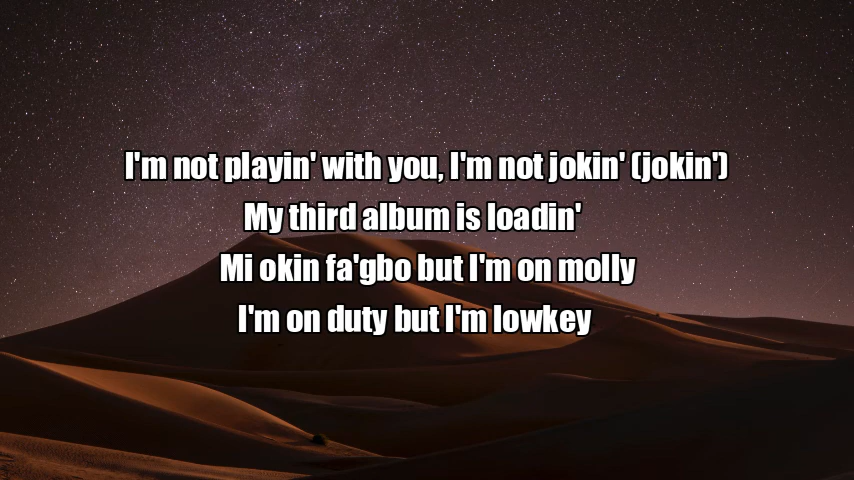 I'm not playin' with you, I'm not jokin' (jokin')
My third album is loadin'
Mi okin fa'gbo but I'm on molly
I'm on duty but I'm lowkey